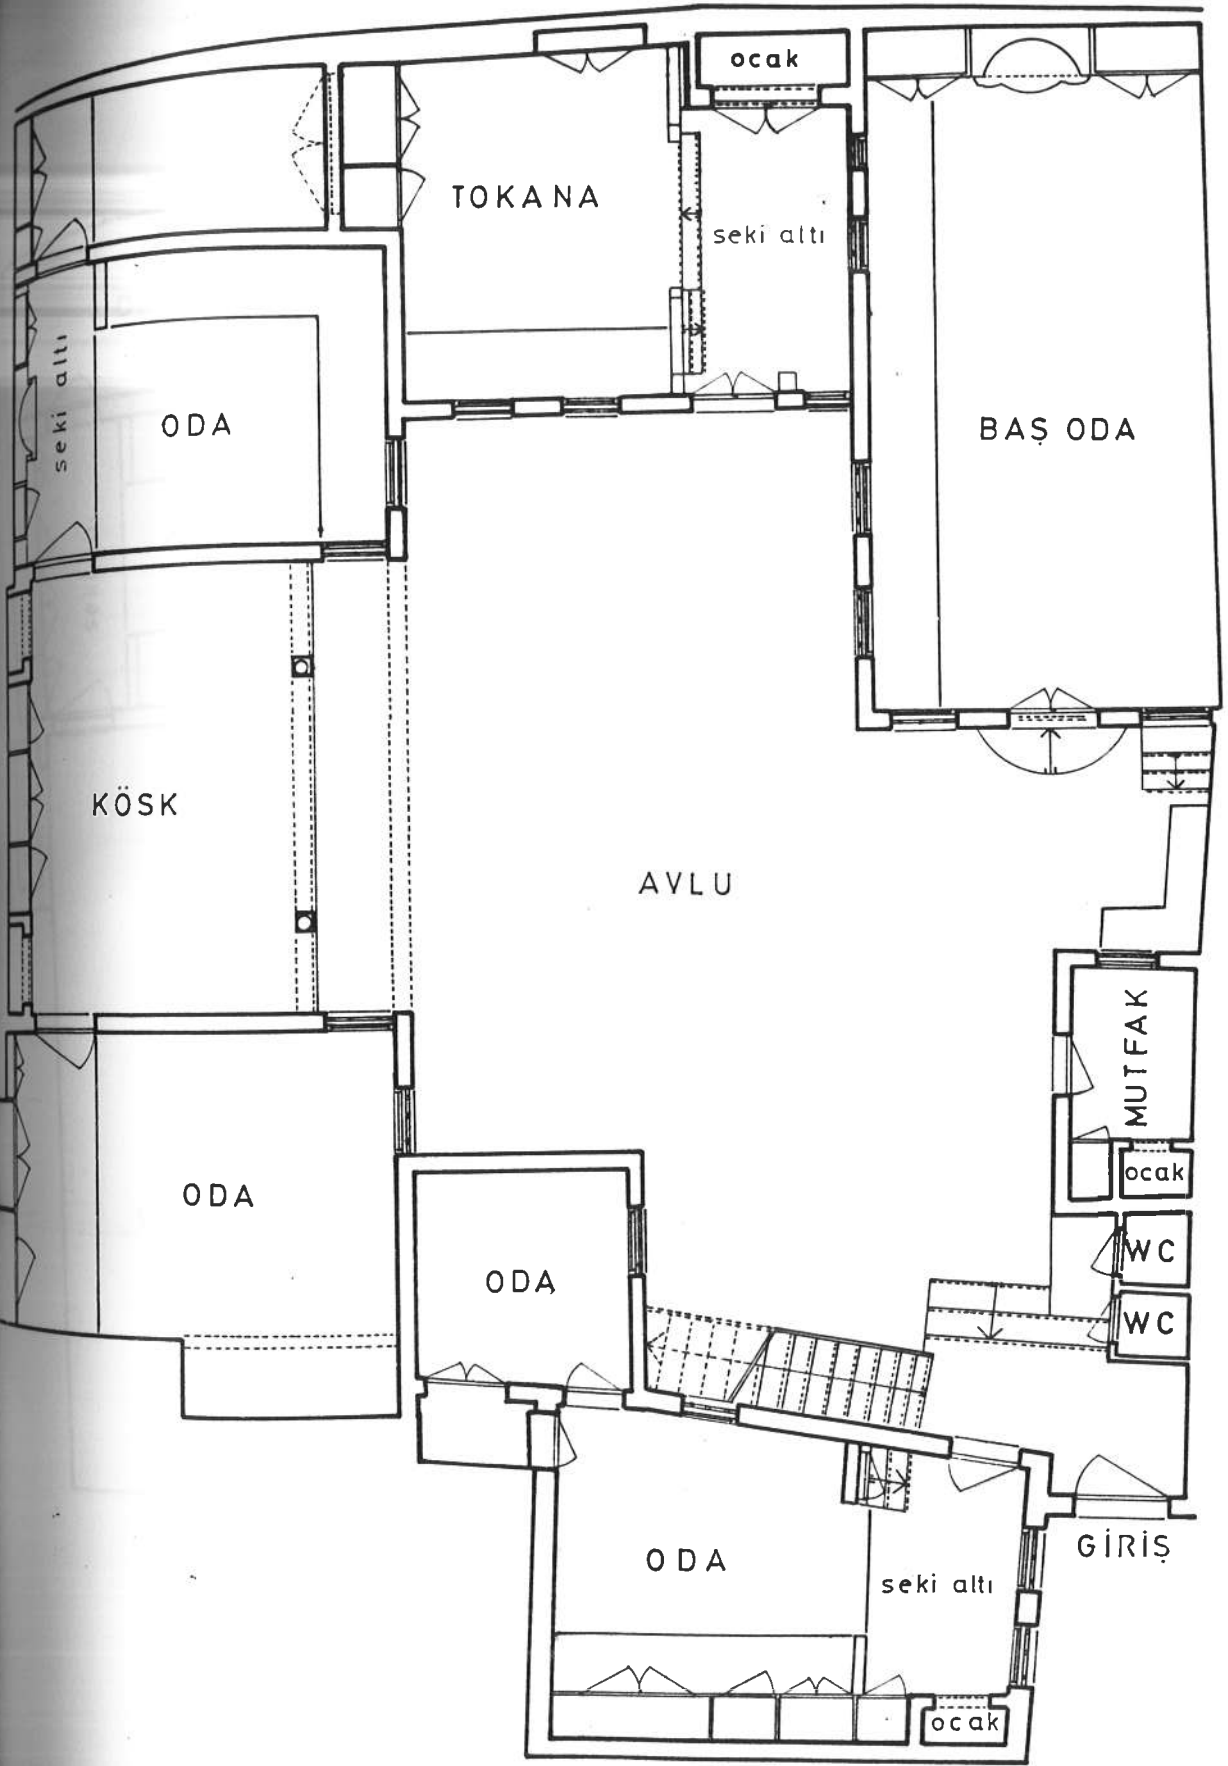 ocak
TOKANA
seki altı
seki altı
ODA
BAŞ ODA
KÖSK
AVLU
MUTFAK
ocak
ODA
WC
ODA
WC
GİRİŞ
ODA
seki altı
ocak